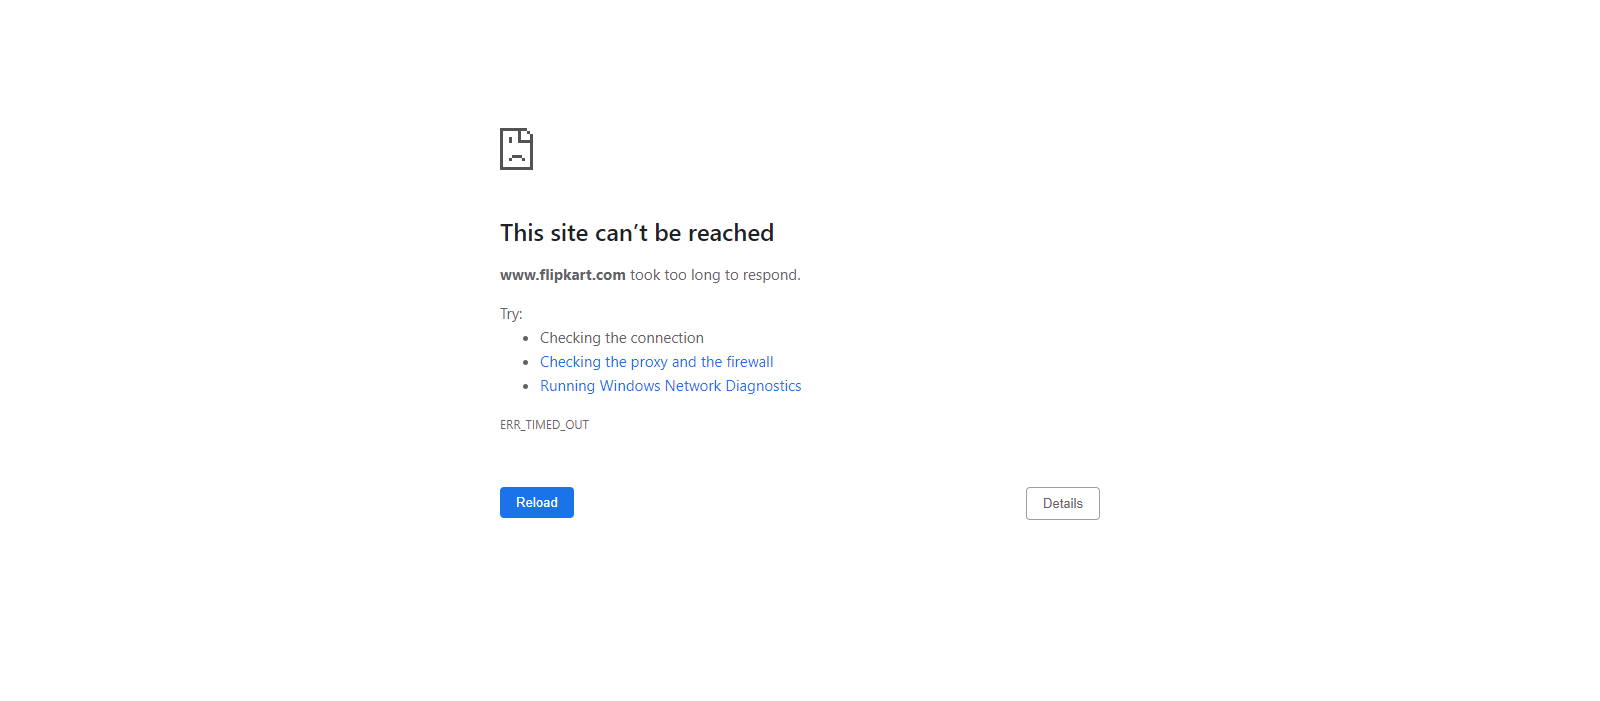 This site can’t be reached
www.flipkart.com took too long to respond.
Try:
Checking the connection
Checking the proxy and the firewall
Running Windows Network Diagnostics
ERR_TIMED_OUT
Reload
Details